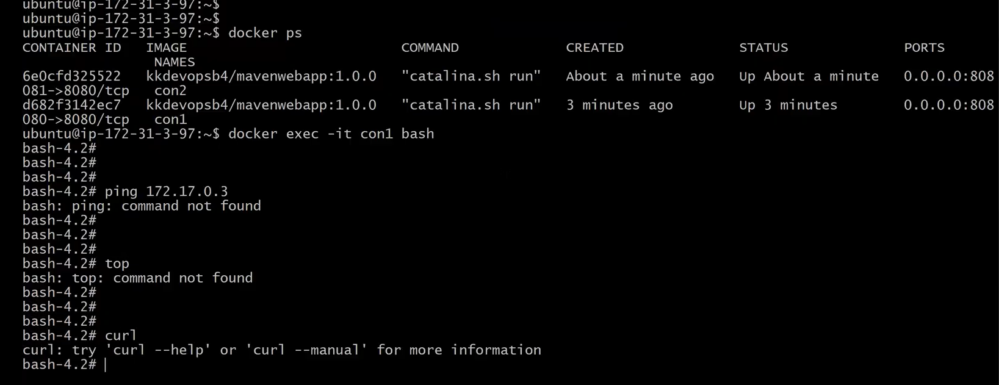 ubuntu@ip-172-31-3-97:~$
ubuntu@ip-172-31-3-97:~$
ubuntu@ip-172-31-3-97:~$ docker ps
CONTAINER ID   IMAGE                          COMMAND             CREATED              STATUS              PORTS
                NAMES
6e0cfd325522   kkdevopsb4/mavenwebapp:1.0.0   "catalina.sh run"   About a minute ago   Up About a minute   0.0.0.0:808
081->8080/tcp   con2
d682f3142ec7   kkdevopsb4/mavenwebapp:1.0.0   "catalina.sh run"   3 minutes ago        Up 3 minutes        0.0.0.0:808
080->8080/tcp   con1
ubuntu@ip-172-31-3-97:~$ docker exec -it con1 bash
bash-4.2#
bash-4.2#
bash-4.2#
bash-4.2# ping 172.17.0.3
bash: ping: command not found
bash-4.2#
bash-4.2#
bash-4.2#
bash-4.2# top
bash: top: command not found
bash-4.2#
bash-4.2#
bash-4.2#
bash-4.2# curl
curl: try 'curl --help' or 'curl --manual' for more information
bash-4.2#